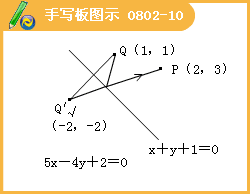 手写板图示 0802-10
Q (1, 1)
P (2, 3)
Q′
(-2, -2)
x+y+1=0
5x-4y+2=0